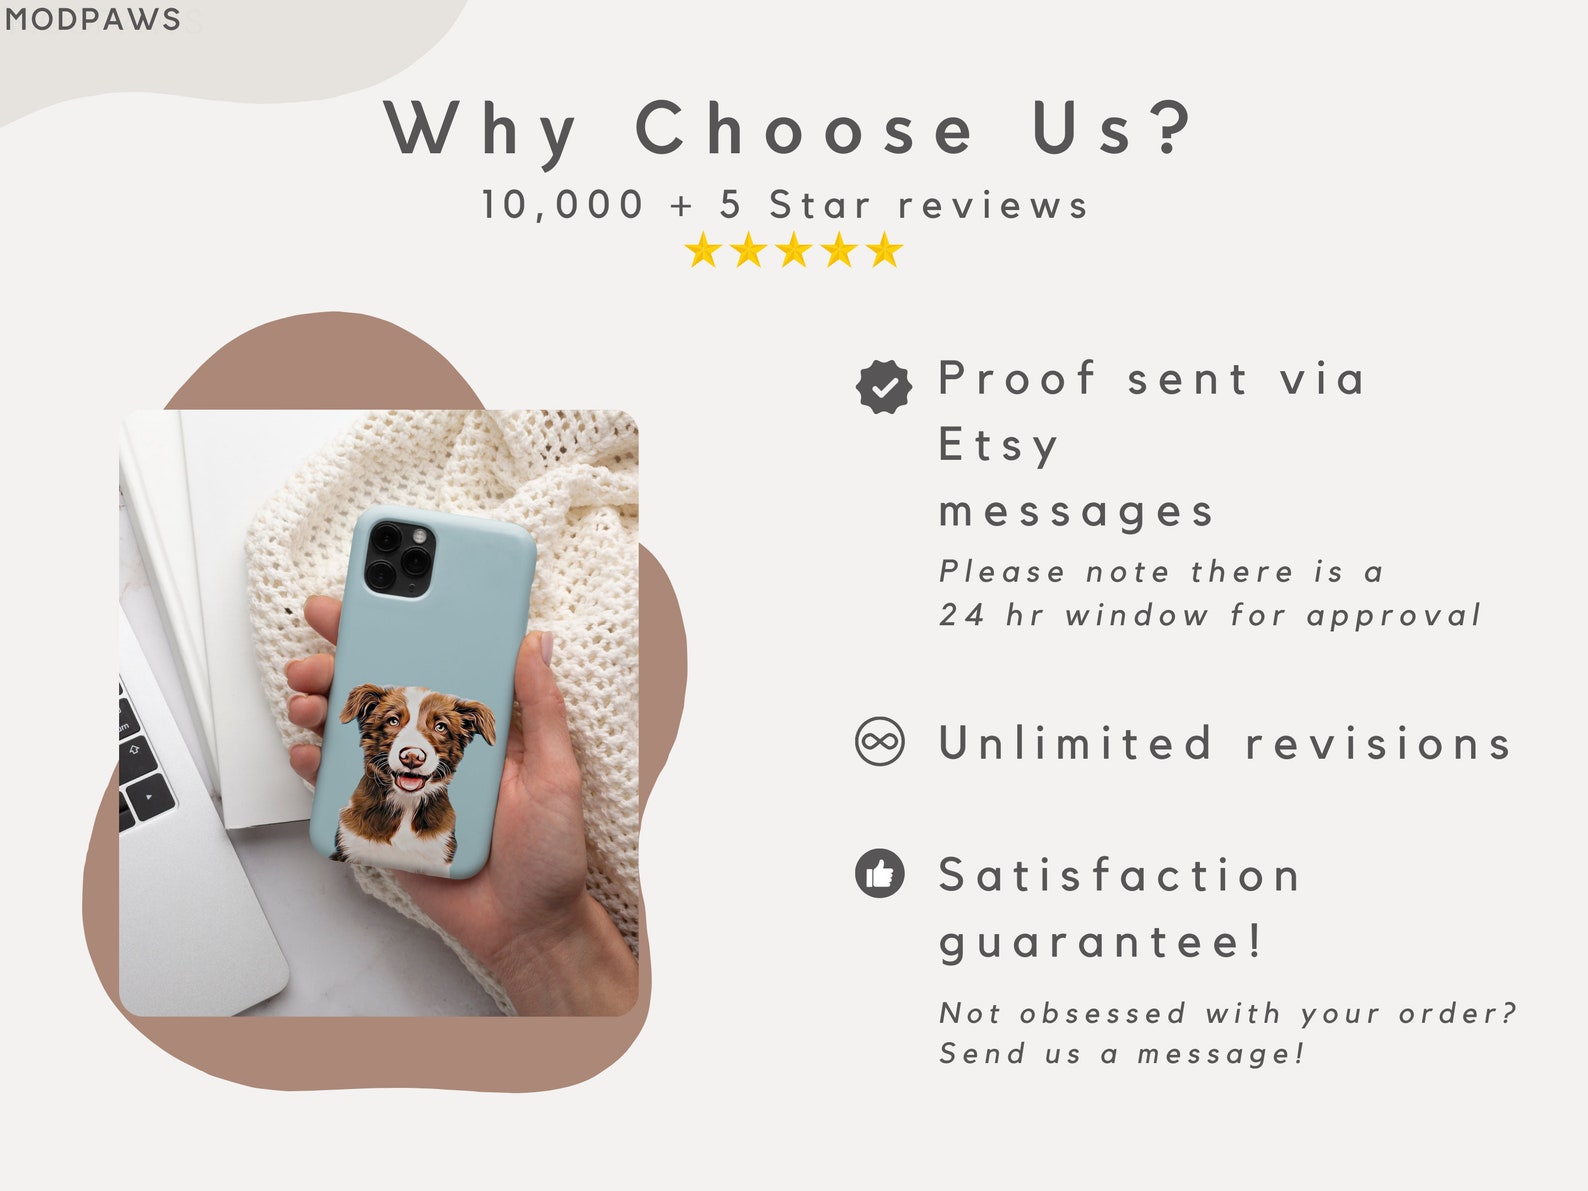 MODPAWS
Why Choose Us?
10,000 + 5 Star reviews
Proof sent via
Etsy
messages
Please note there is a
24 hr window for approval
Unlimited revisions
Satisfaction
guarantee!
Not obsessed with your order?
Send us a message!